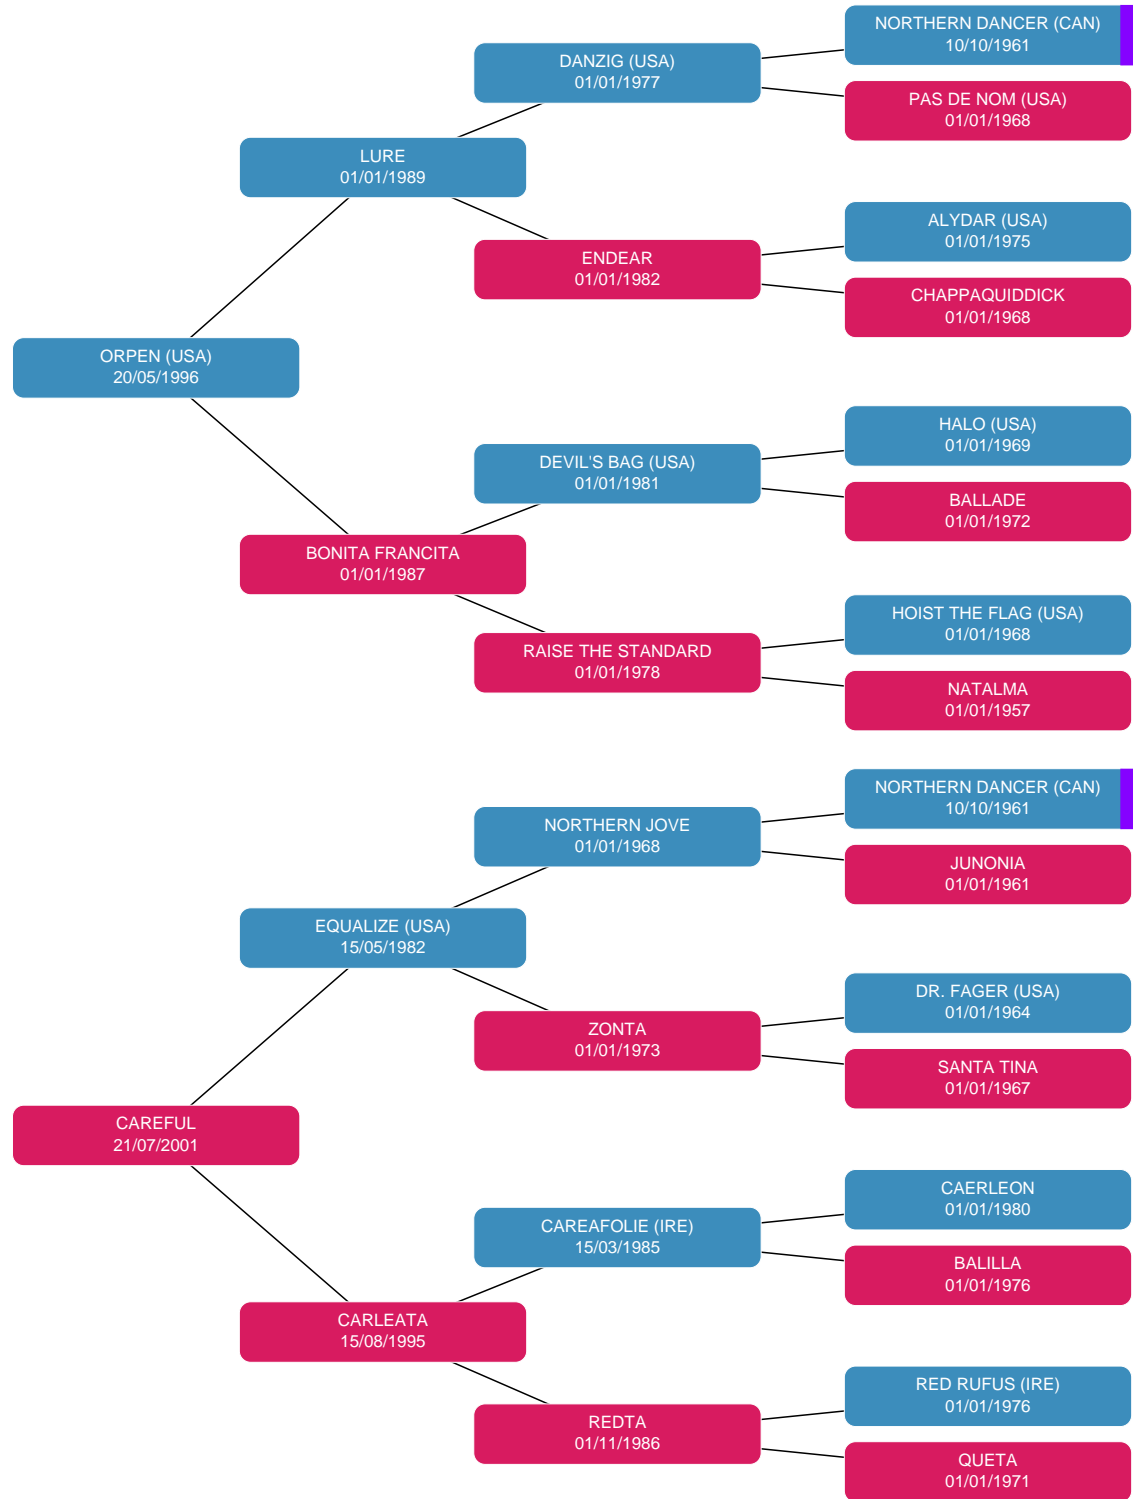 NORTHERN DANCER (CAN)
10/10/1961
DANZIG (USA)
01/01/1977
PAS DE NOM (USA)
01/01/1968
LURE
01/01/1989
ALYDAR (USA)
01/01/1975
ENDEAR
01/01/1982
CHAPPAQUIDDICK
01/01/1968
ORPEN (USA)
20/05/1996
HALO (USA)
01/01/1969
DEVIL'S BAG (USA)
01/01/1981
BALLADE
01/01/1972
BONITA FRANCITA
01/01/1987
HOIST THE FLAG (USA)
01/01/1968
RAISE THE STANDARD
01/01/1978
NATALMA
01/01/1957
NORTHERN DANCER (CAN)
10/10/1961
NORTHERN JOVE
01/01/1968
JUNONIA
01/01/1961
EQUALIZE (USA)
15/05/1982
DR. FAGER (USA)
01/01/1964
ZONTA
01/01/1973
SANTA TINA
01/01/1967
CAREFUL
21/07/2001
CAERLEON
01/01/1980
CAREAFOLIE (IRE)
15/03/1985
BALILLA
01/01/1976
CARLEATA
15/08/1995
RED RUFUS (IRE)
01/01/1976
REDTA
01/11/1986
QUETA
01/01/1971